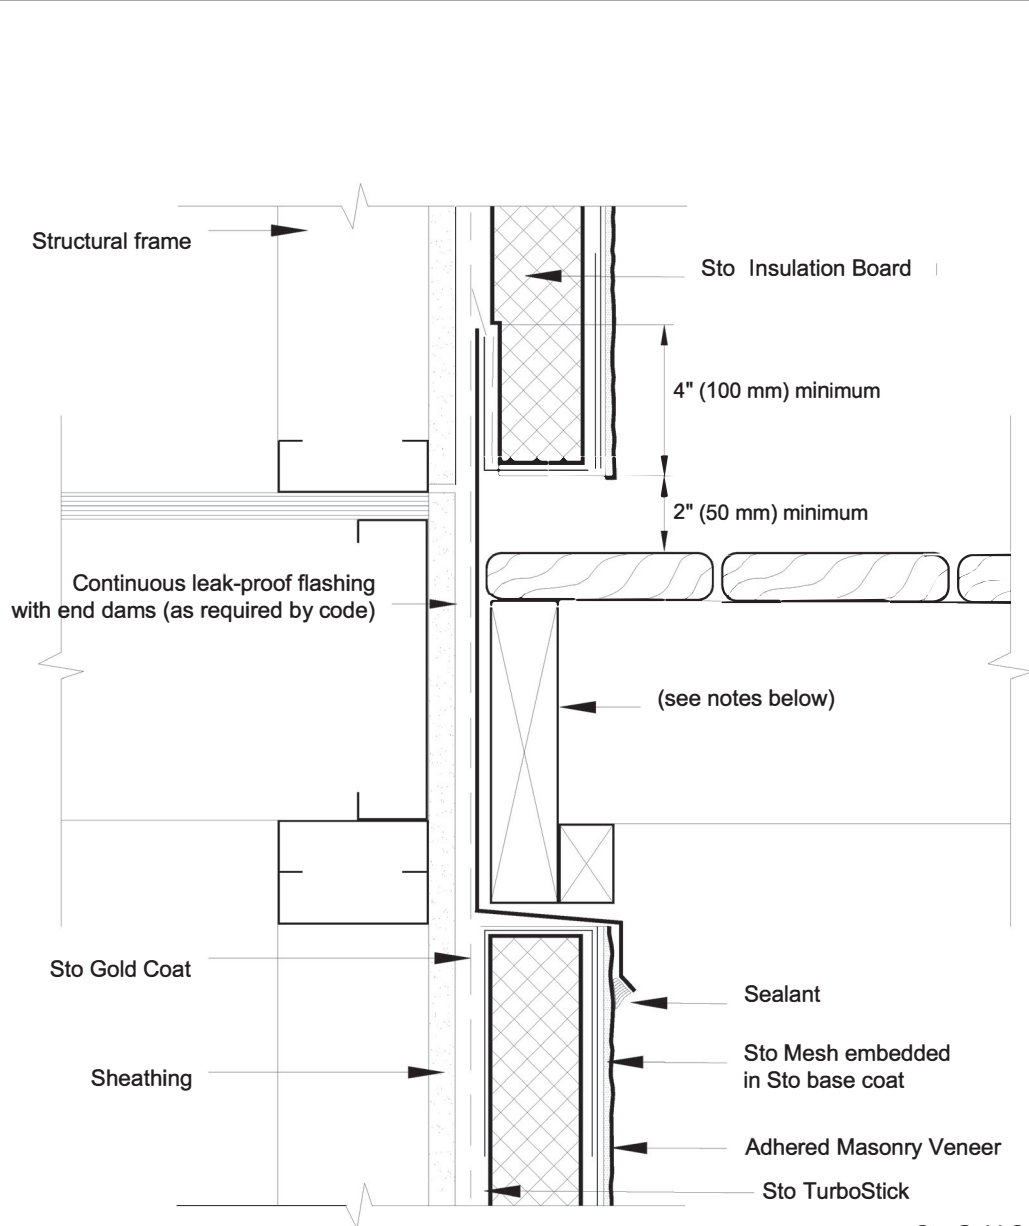 Structural frame
Sto Insulation Board
4" (100 mm) minimum
2" (50 mm) minimum
Continuous leak-proof flashing
with end dams (as required by code)
(see notes below)
Sto Gold Coat
Sealant
Sto Mesh embedded
in Sto base coat
Sheathing
Adhered Masonry Veneer
Sto TurboStick